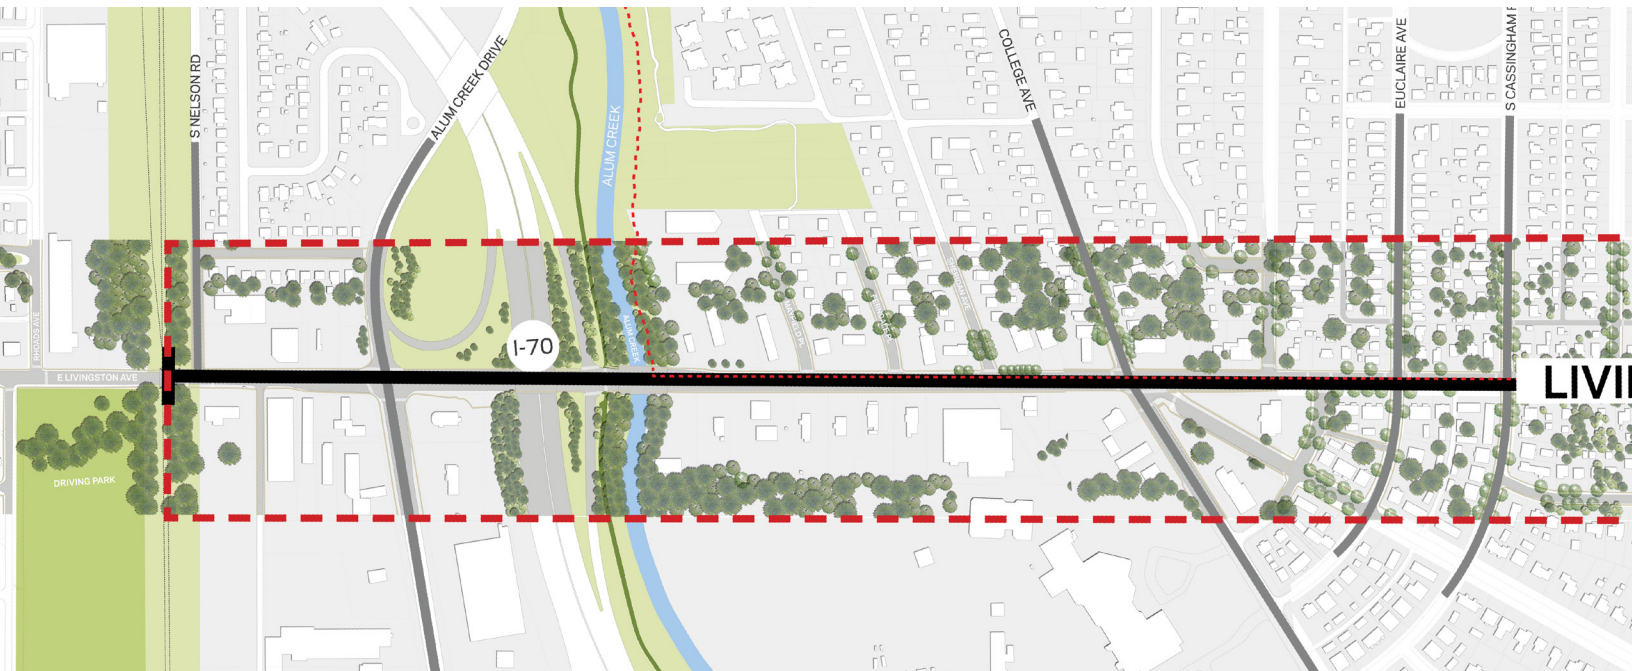 S NELSON RD
ALUM CREEK DRIVE
ALUM CREEK
COLLEGE AVE
EUCLAIRE AVE
S CASSINGHAM
RHOADS AVE
I-70
ALUM CREEK
E LIVINGSTON AVE
LIVI
DRIVING PARK